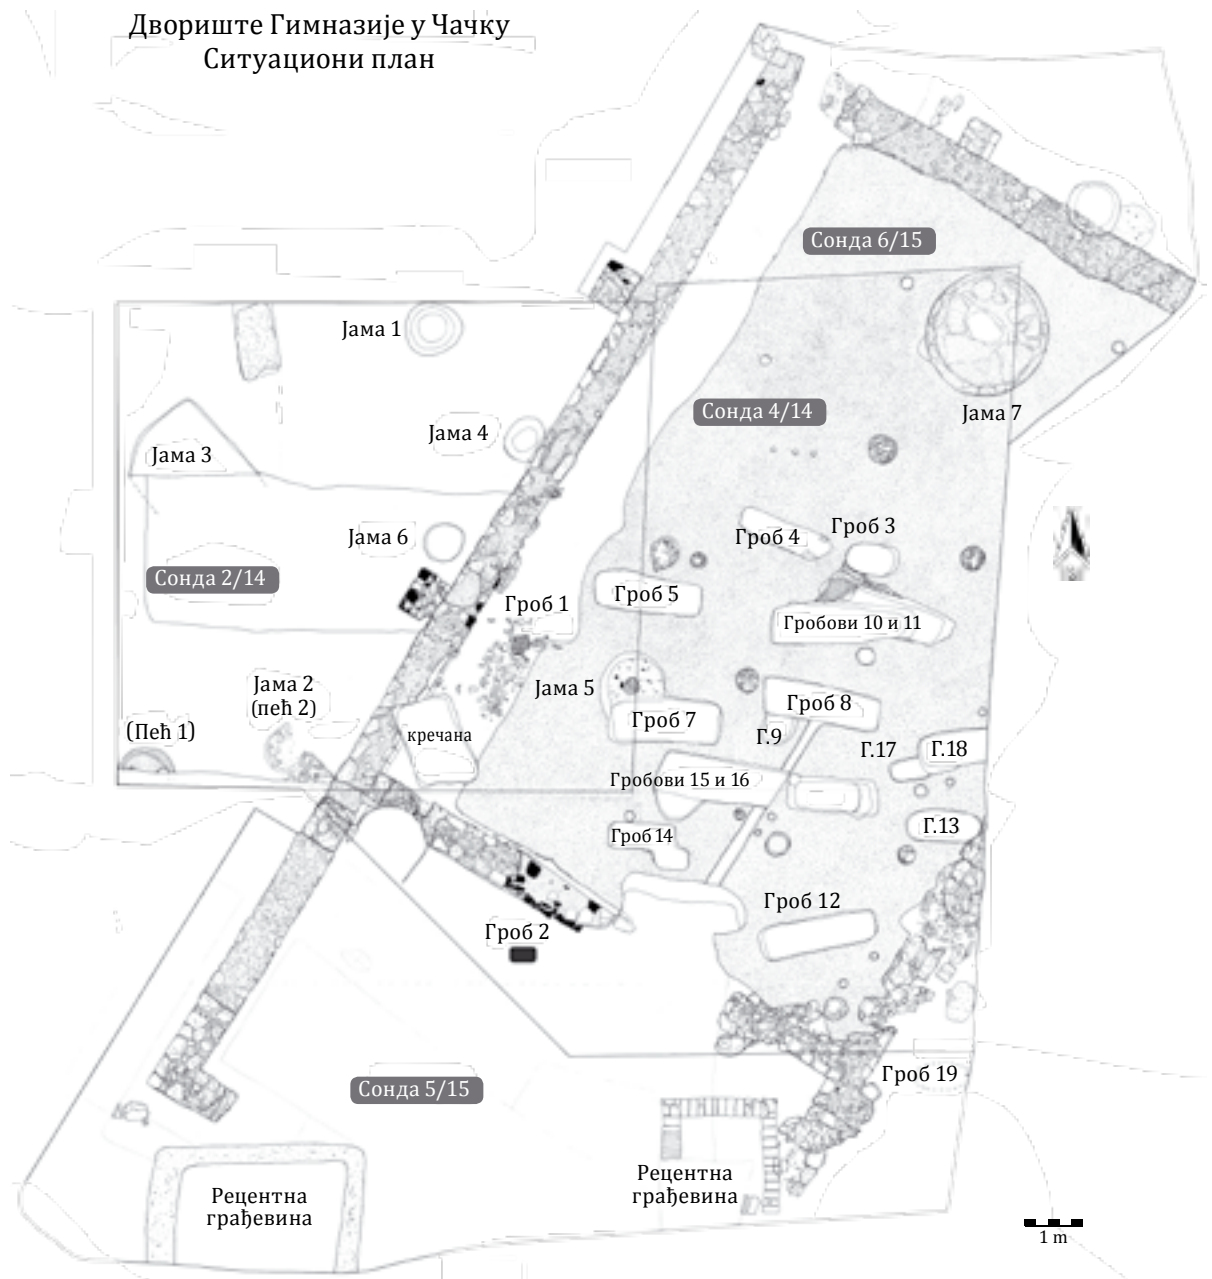 Двориште Гимназије у Чачку
Ситуациони план
Сонда 6/15
Јама 1
Јама 7
Сонда 4/14
Јама 4
Јама 3
Гроб 3
Гроб 4
Јама 6
Сонда 2/14
Гроб 5
Гроб 1
Гробови 10 и 11
Јама 2
(пећ 2)
Јама 5
Гроб 8
Гроб 7
(Пећ 1)
кречана
Г.9
Г.17
Г.18
Гробови 15 и 16
Г.13
Гроб 14
Гроб 12
Гроб 2
Гроб 19
Сонда 5/15
Рецентна
грађевина
Рецентна
грађевина
1 m